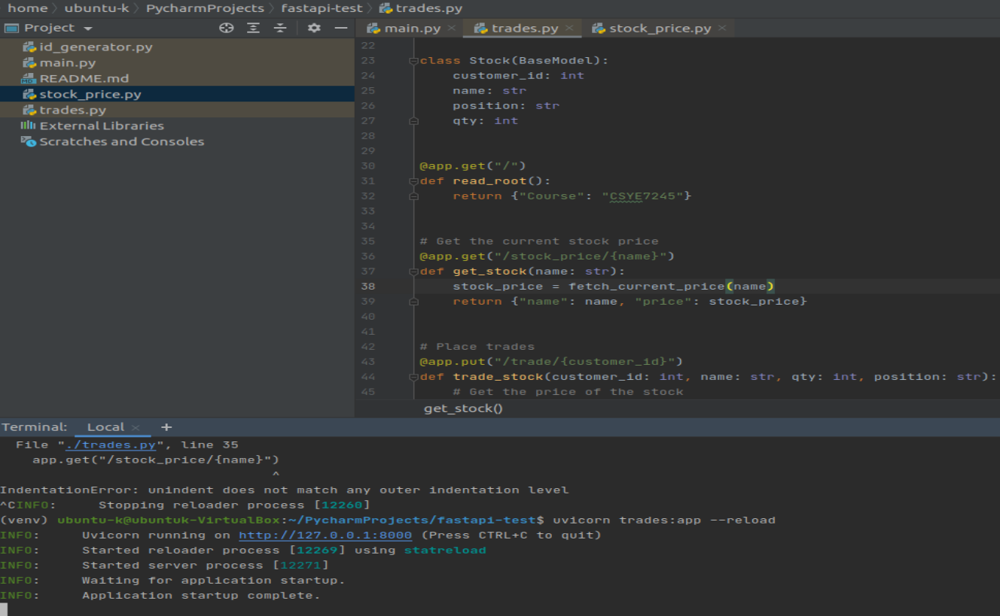 home ubuntu-k PycharmProjects fastapi-test trades.py
Project
main.py trades.py stock_price.py
id_generator.py
main.py
README.md
stock_price.py
trades.py
External Libraries
Scratches and Consoles
22
23 class Stock(BaseModel):
24 customer_id: int
25 name: str
26 position: str
27 qty: int
28
29
30 @app.get("/")
31 def read_root():
32 return {"Course": "CSYE7245"}
33
34
35 # Get the current stock price
36 @app.get("/stock_price/{name}")
37 def get_stock(name: str):
38 stock_price = fetch_current_price(name)
39 return {"name": name, "price": stock_price}
40
41
42 # Place trades
43 @app.put("/trade/{customer_id}")
44 def trade_stock(customer_id: int, name: str, qty: int, position: str):
45 # Get the price of the stock
get_stock()
Terminal: Local +
File "./trades.py", line 35
app.get("/stock_price/{name}")
^
IndentationError: unindent does not match any outer indentation level
^CINFO: Stopping reloader process [12260]
(venv) ubuntu-k@ubuntuk-VirtualBox:~/PycharmProjects/fastapi-test$ uvicorn trades:app --reload
INFO: Uvicorn running on http://127.0.0.1:8000 (Press CTRL+C to quit)
INFO: Started reloader process [12269] using statreload
INFO: Started server process [12271]
INFO: Waiting for application startup.
INFO: Application startup complete.